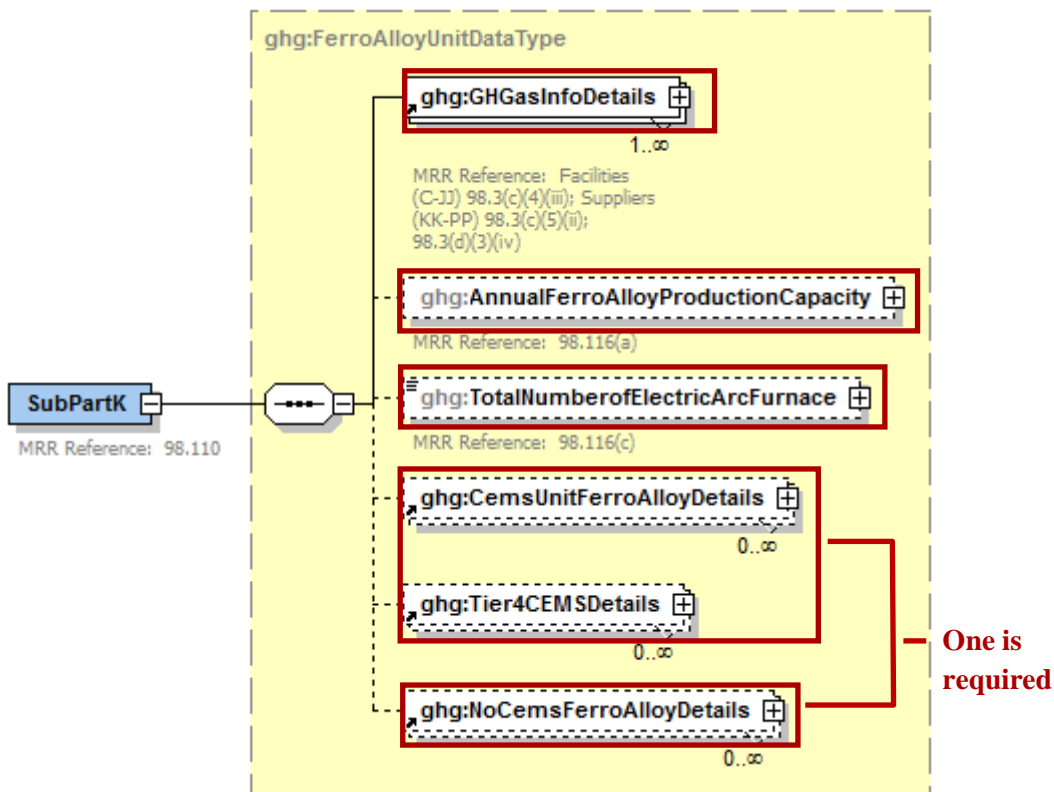 ghg:FerroAlloyUnitDataType
ghg:GHGasInfoDetails
1..∞
MRR Reference: Facilities
(C-JJ) 98.3(c)(4)(iii); Suppliers
(KK-PP) 98.3(c)(5)(ii);
98.3(d)(3)(iv)
ghg:AnnualFerroAlloyProductionCapacity
MRR Reference: 98.116(a)
SubPartK
MRR Reference: 98.110
ghg:TotalNumberofElectricArcFurnace
MRR Reference: 98.116(c)
ghg:CemsUnitFerroAlloyDetails
0..∞
ghg:Tier4CEMSDetails
0..∞
One is
required
ghg:NoCemsFerroAlloyDetails
0..∞